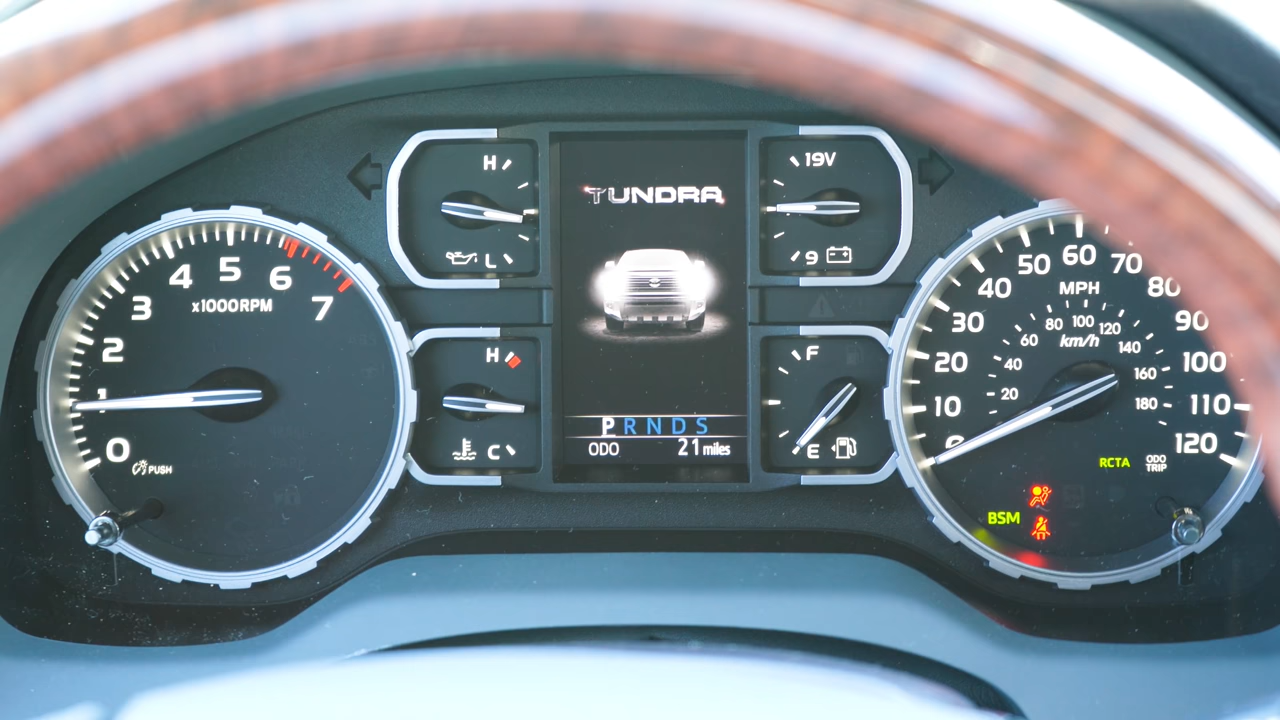 H
L
19V
9
TUNDRA
0
1
2
3
4
5
6
7
x1000RPM
PUSH
H
C
F
E
P R N D S
ODO 21 miles
0
10
20
30
40
50
60
70
80
90
100
110
120
MPH
20
40
60
80
100
120
140
160
180
km/h
RCTA
ODO
TRIP
BSM